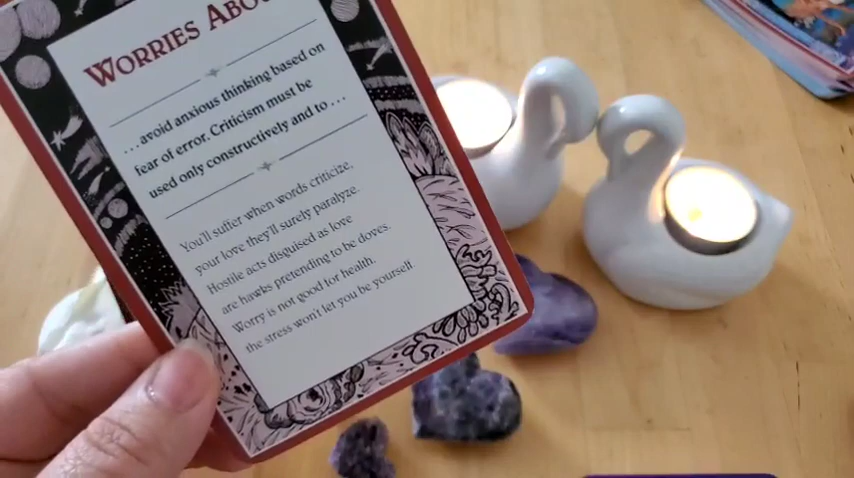 WORRIES ABOU
...avoid anxious thinking based on
fear of error. Criticism must be
used only constructively and to...
You'll suffer when words criticize,
your love they'll surely paralyze.
Hostile acts disguised as love
are hawks pretending to be doves.
Worry is not good for health.
the stress won't let you be yourself.